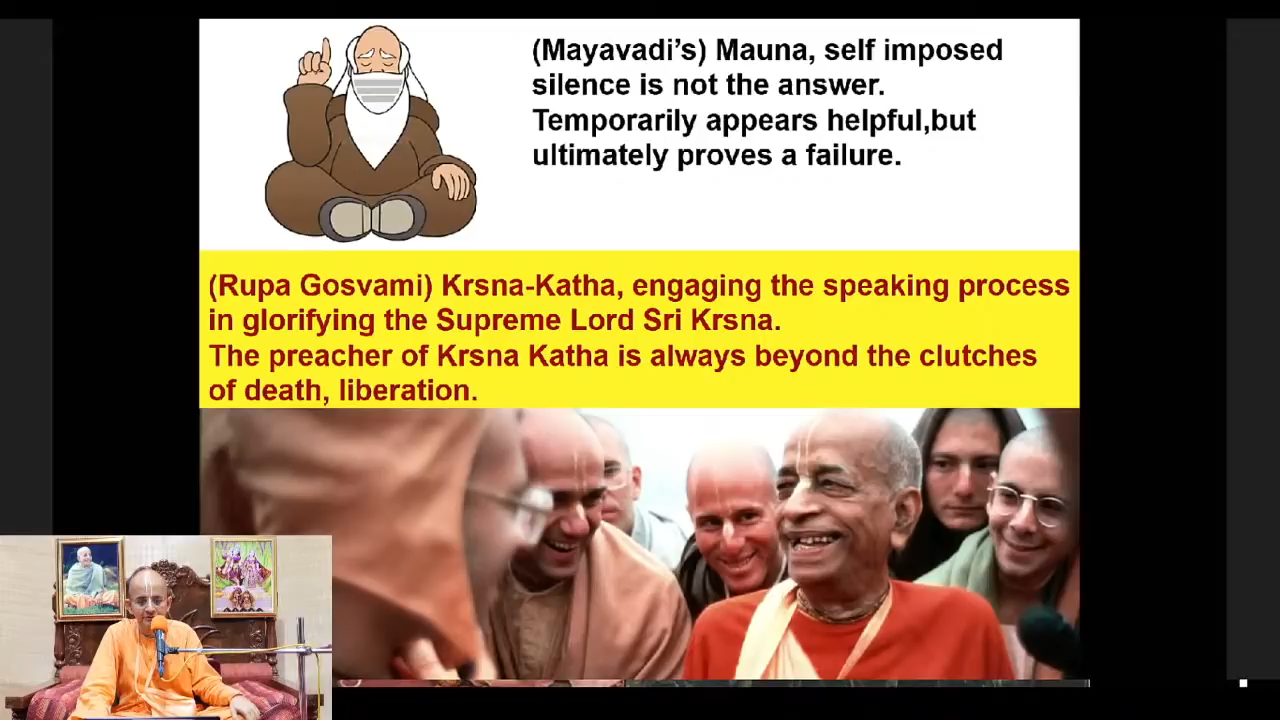 (Mayavadi’s) Mauna, self imposed
silence is not the answer.
Temporarily appears helpful,but
ultimately proves a failure.
(Rupa Gosvami) Krsna-Katha, engaging the speaking process
in glorifying the Supreme Lord Sri Krsna.
The preacher of Krsna Katha is always beyond the clutches
of death, liberation.